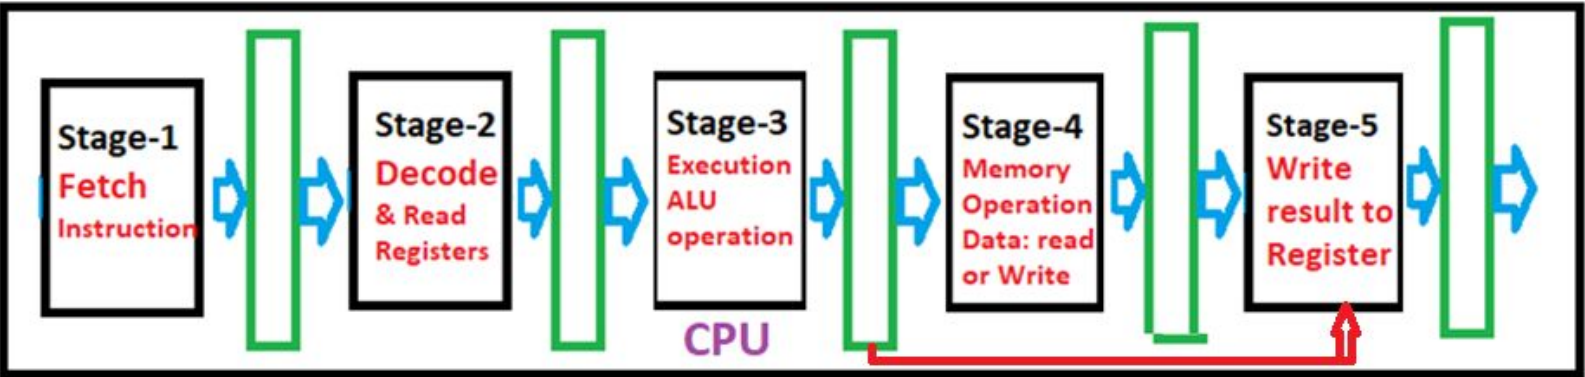 Stage-1
Fetch
Instruction
Stage-2
Decode
& Read
Registers
Stage-3
Execution
ALU
operation
Stage-4
Memory
Operation
Data: read
or Write
Stage-5
Write
result to
Register
CPU